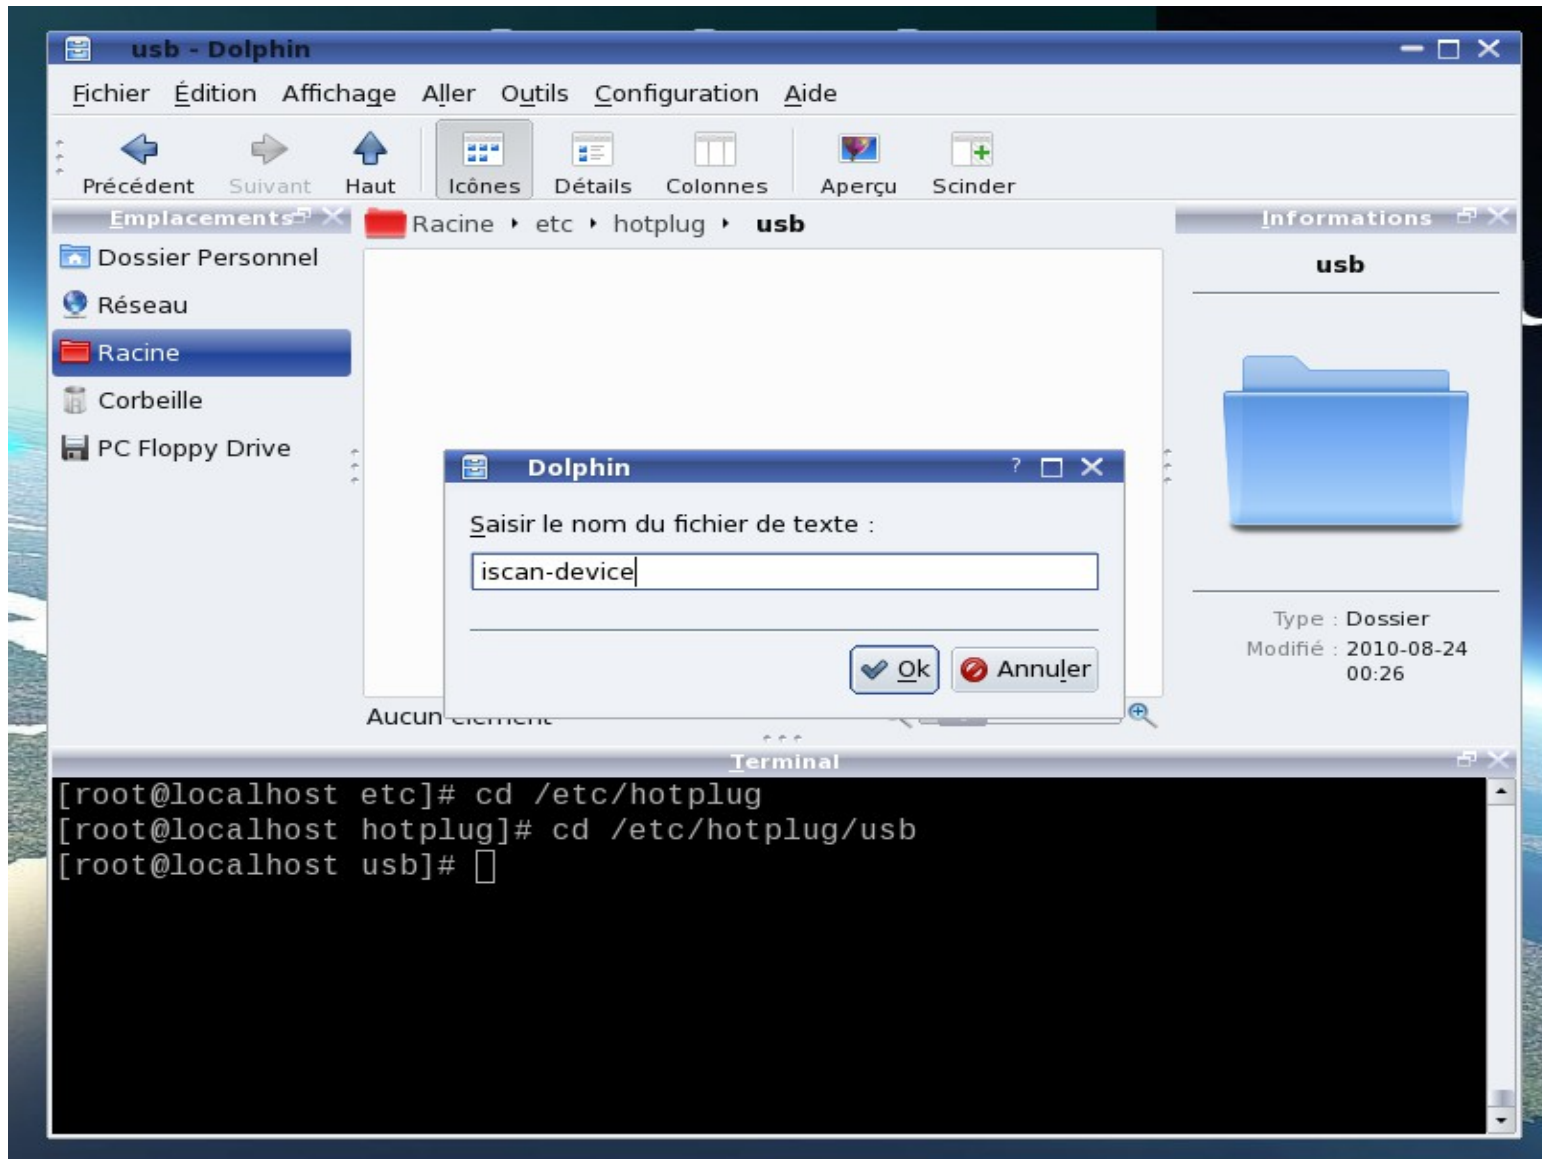 usb - Dolphin
Fichier Édition Affichage Aller Outils Configuration Aide
Précédent Suivant Haut Icônes Détails Colonnes Aperçu Scinder
Emplacements
Dossier Personnel
Réseau
Racine
Corbeille
PC Floppy Drive
Racine etc hotplug usb
Informations
usb
Type : Dossier
Modifié : 2010-08-24
00:26
Dolphin
?
Saisir le nom du fichier de texte :
iscan-device
Ok Annuler
Aucun
Terminal
[root@localhost etc]# cd /etc/hotplug
[root@localhost hotplug]# cd /etc/hotplug/usb
[root@localhost usb]#